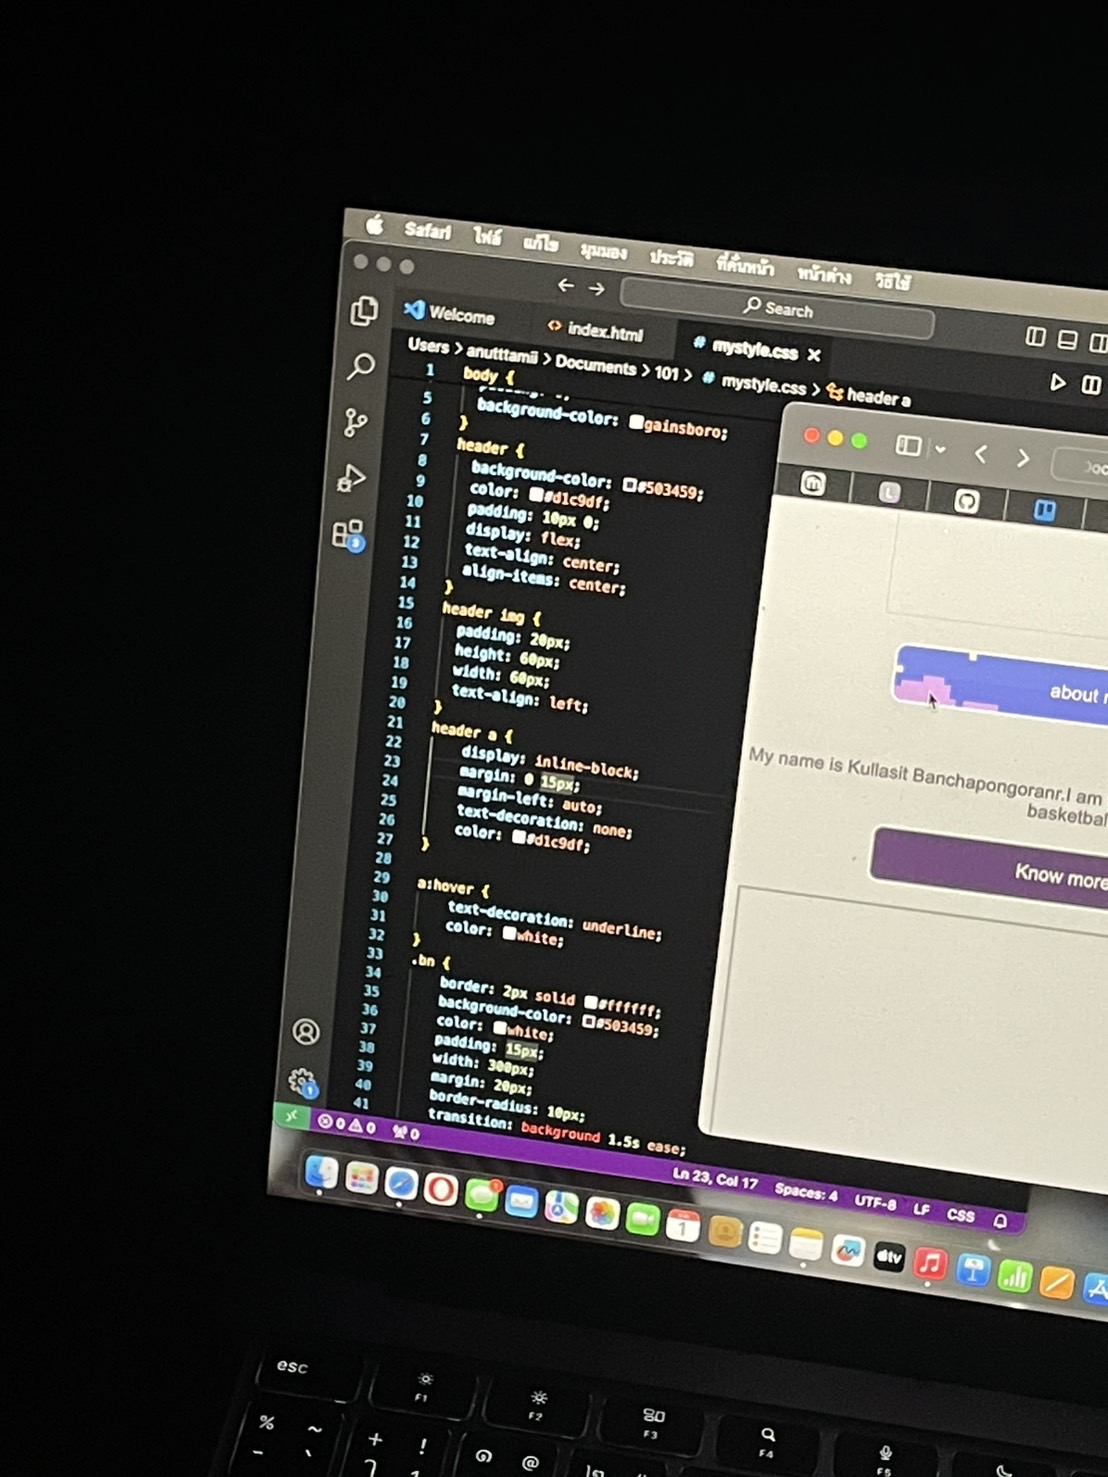 Safari ไฟล์ แก้ไข มุมมอง ประวัติ ที่คั่นหน้า หน้าต่าง วิธีใช้
Search
Welcome index.html # mystyle.css
Users > anutttamii > Documents > 101 > # mystyle.css > header a
1 body {
5
6 background-color: gainsboro;
7 }
8 header {
9 background-color: #503459;
10 color: #d1c9df;
11 padding: 10px 0;
12 display: flex;
13 text-align: center;
14 align-items: center;
15 }
16 header img {
17 padding: 20px;
18 height: 60px;
19 width: 60px;
20 text-align: left;
21 }
22 header a {
23 display: inline-block;
24 margin: 0 15px;
25 margin-left: auto;
26 text-decoration: none;
27 color: #d1c9df;
28 }
29
30 a:hover {
31 text-decoration: underline;
32 color: white;
33 }
34 .bn {
35 border: 2px solid #ffffff;
36 background-color: #503459;
37 color: white;
38 padding: 15px;
39 width: 300px;
40 margin: 20px;
41 border-radius: 10px;
transition: background 1.5s ease;
about
My name is Kullasit Banchapongoranr.I am
Know more
0 0 0
Ln 23, Col 17 Spaces: 4 UTF-8 LF CSS
1
tv
esc F1 F2 F3 F4 F5
% ~ + ! @